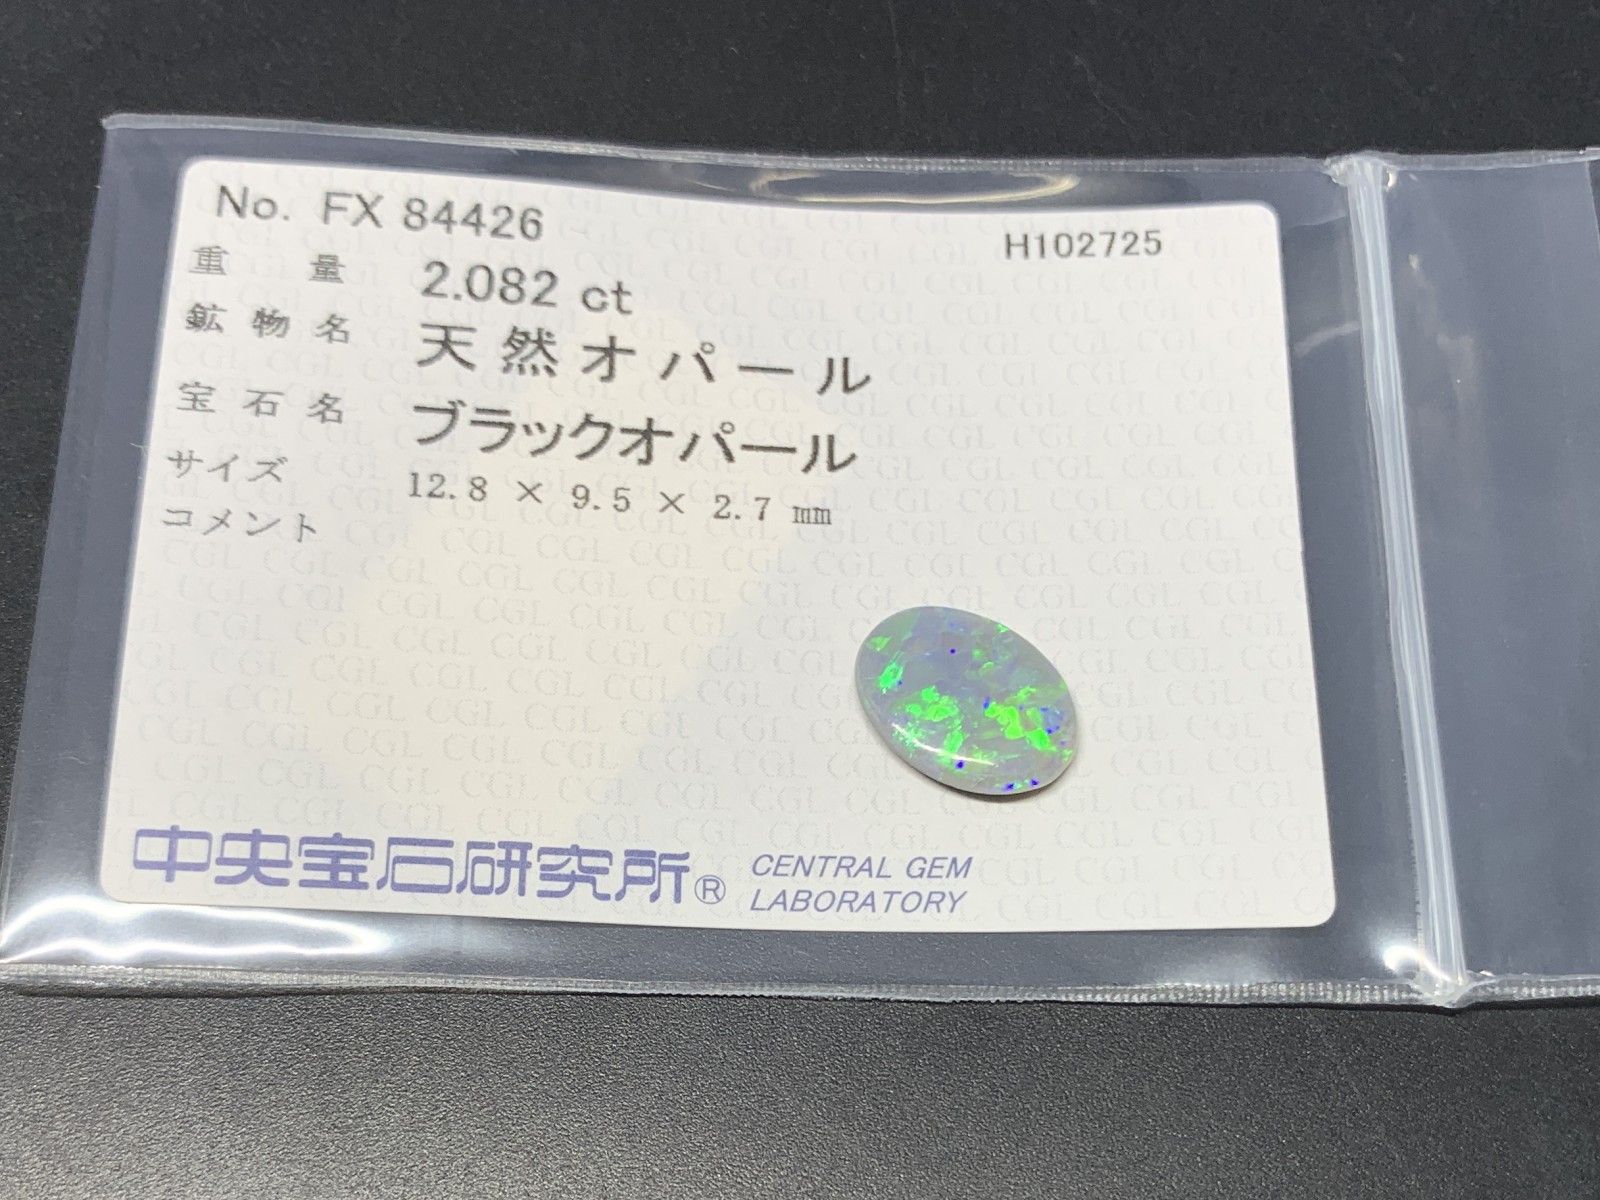 No. FX 84426 H102725
重量 2.082 ct
鉱物名 天然オパール
宝石名 ブラックオパール
サイズ 12.8 × 9.5 × 2.7 mm
コメント
中央宝石研究所® CENTRAL GEM
LABORATORY